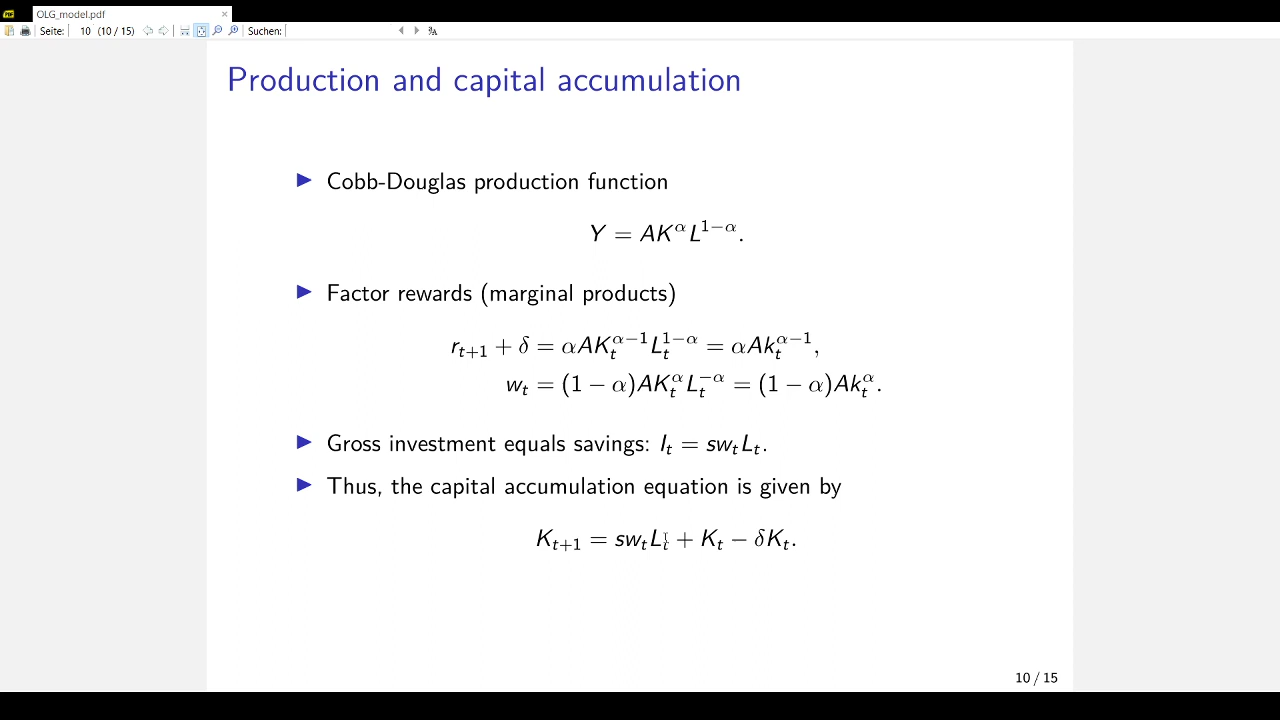 OLG_model.pdf
Seite: 10 (10 / 15) Suchen:
Production and capital accumulation
▶ Cobb-Douglas production function
Y = AK^α L^{1−α}.
▶ Factor rewards (marginal products)
r_{t+1} + δ = αAK_t^{α−1} L_t^{1−α} = αAk_t^{α−1},
w_t = (1 − α)AK_t^α L_t^{−α} = (1 − α)Ak_t^α.
▶ Gross investment equals savings: I_t = sw_t L_t.
▶ Thus, the capital accumulation equation is given by
K_{t+1} = sw_t L_t + K_t − δK_t.
10 / 15